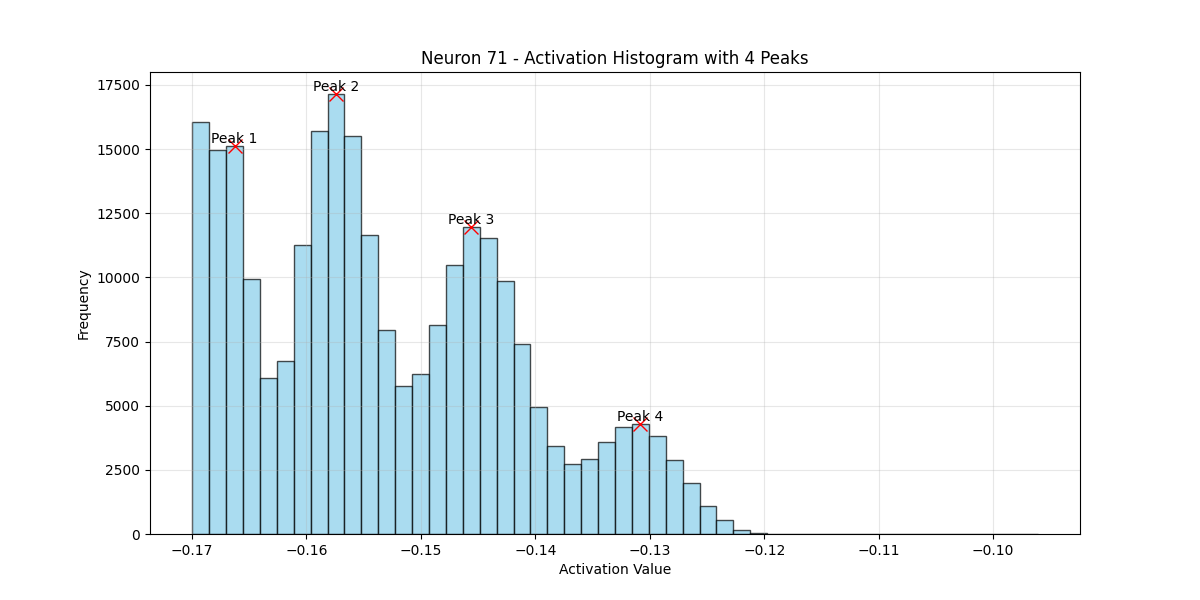 Neuron 71 - Activation Histogram with 4 Peaks
17500
15000
12500
10000
7500
5000
2500
0
Frequency
Peak 1
Peak 2
Peak 3
Peak 4
−0.17
−0.16
−0.15
−0.14
−0.13
−0.12
−0.11
−0.10
Activation Value